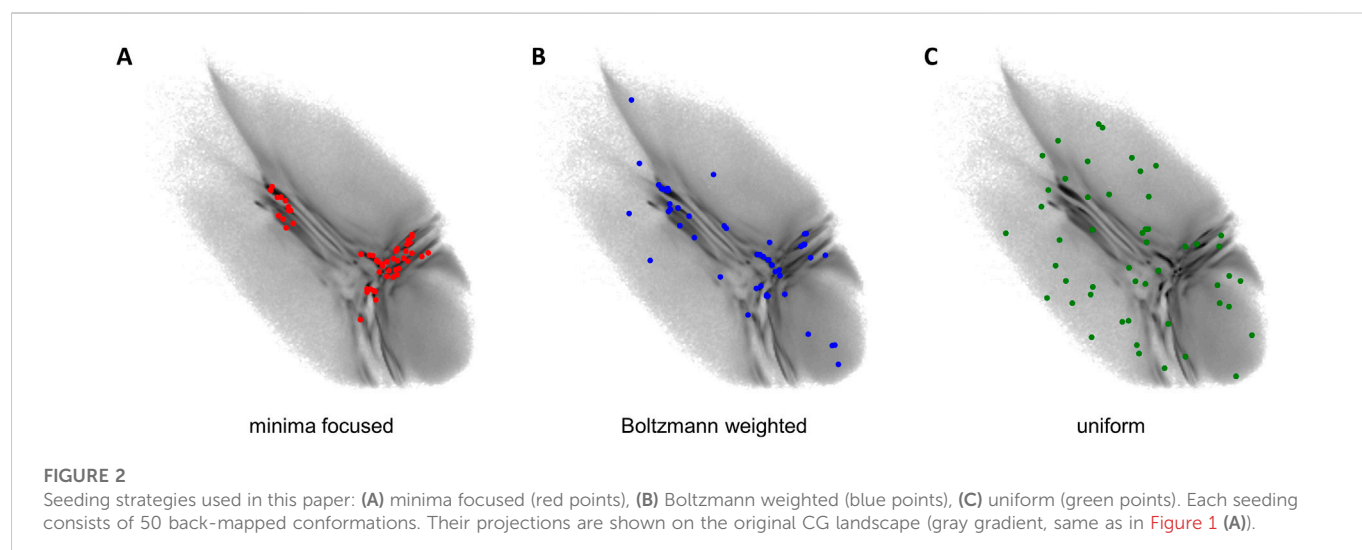 A B C
minima focused Boltzmann weighted uniform
FIGURE 2
Seeding strategies used in this paper: (A) minima focused (red points), (B) Boltzmann weighted (blue points), (C) uniform (green points). Each seeding
consists of 50 back-mapped conformations. Their projections are shown on the original CG landscape (gray gradient, same as in Figure 1 (A)).